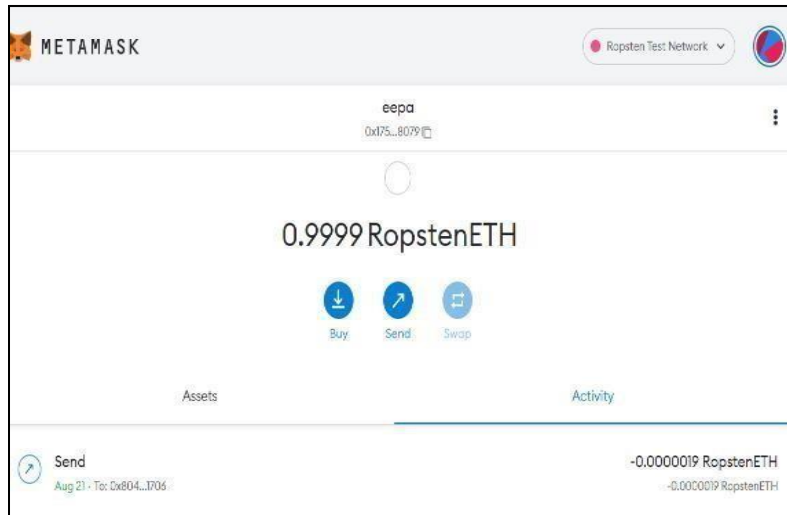 METAMASK
Ropsten Test Network
eepa
0x175...8079
0.9999 RopstenETH
Buy Send Swap
Assets Activity
Send -0.0000019 RopstenETH
Aug 21 · To: 0x804...1706 -0.0000019 RopstenETH